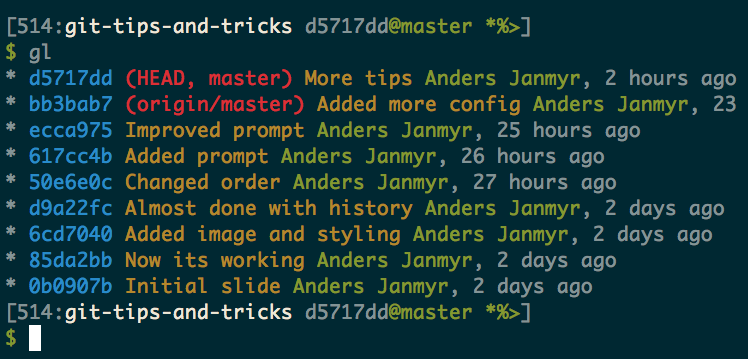 [514:git-tips-and-tricks d5717dd@master *%>]
$ gl
* d5717dd (HEAD, master) More tips Anders Janmyr, 2 hours ago
* bb3bab7 (origin/master) Added more config Anders Janmyr, 23
* ecca975 Improved prompt Anders Janmyr, 25 hours ago
* 617cc4b Added prompt Anders Janmyr, 26 hours ago
* 50e6e0c Changed order Anders Janmyr, 27 hours ago
* d9a22fc Almost done with history Anders Janmyr, 2 days ago
* 6cd7040 Added image and styling Anders Janmyr, 2 days ago
* 85da2bb Now its working Anders Janmyr, 2 days ago
* 0b0907b Initial slide Anders Janmyr, 2 days ago
[514:git-tips-and-tricks d5717dd@master *%>]
$